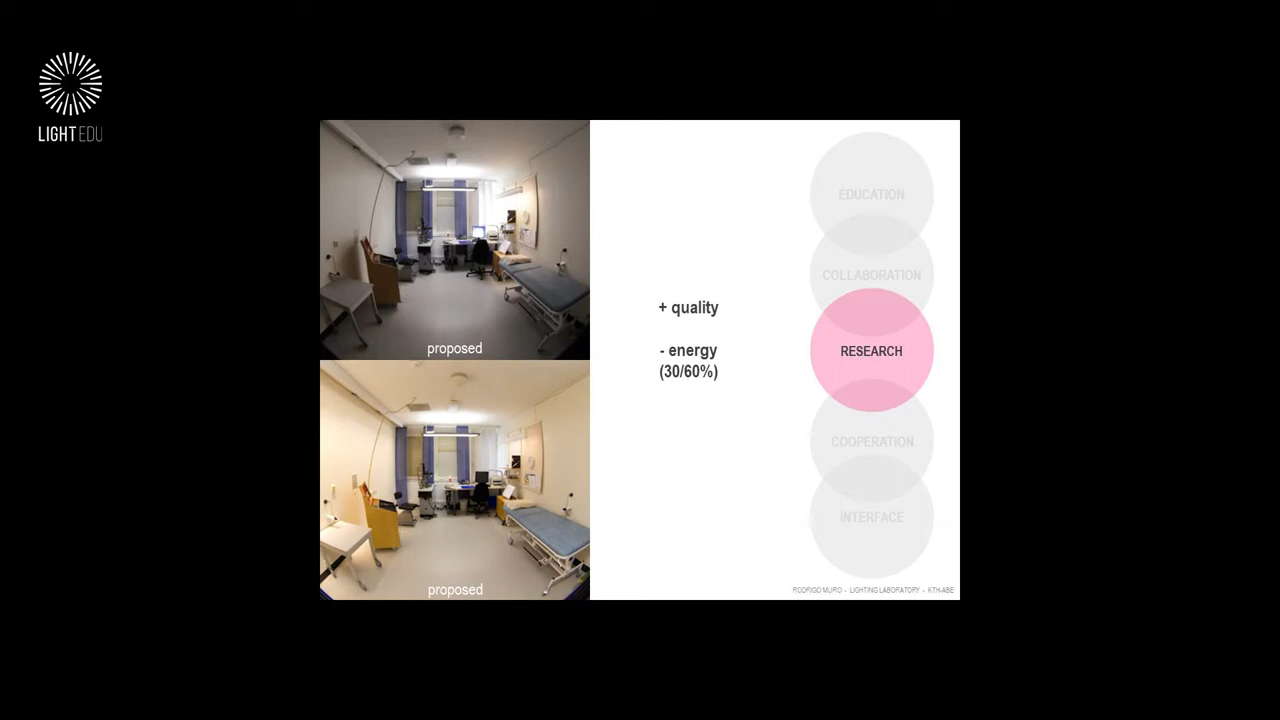 LIGHT EDU
proposed
proposed
+ quality
- energy
(30/60%)
EDUCATION
COLLABORATION
RESEARCH
COOPERATION
INTERFACE
RODRIGO MURO - LIGHTING LABORATORY - KTH-ABE